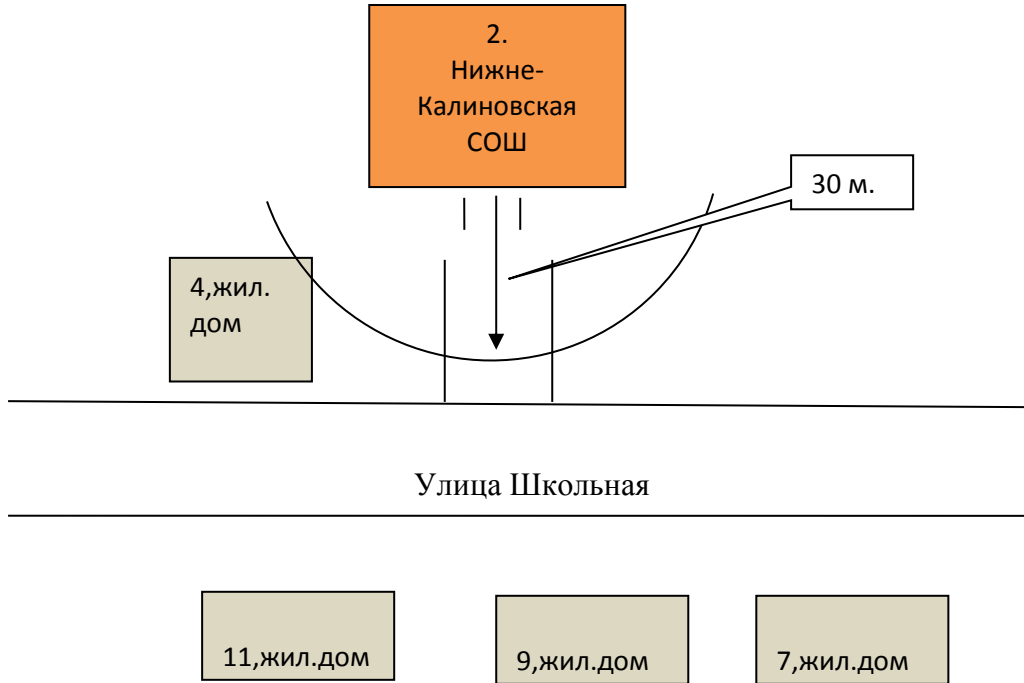 2.
Нижне-
Калиновская
СОШ
30 м.
4,жил.
дом
Улица Школьная
11,жил.дом
9,жил.дом
7,жил.дом